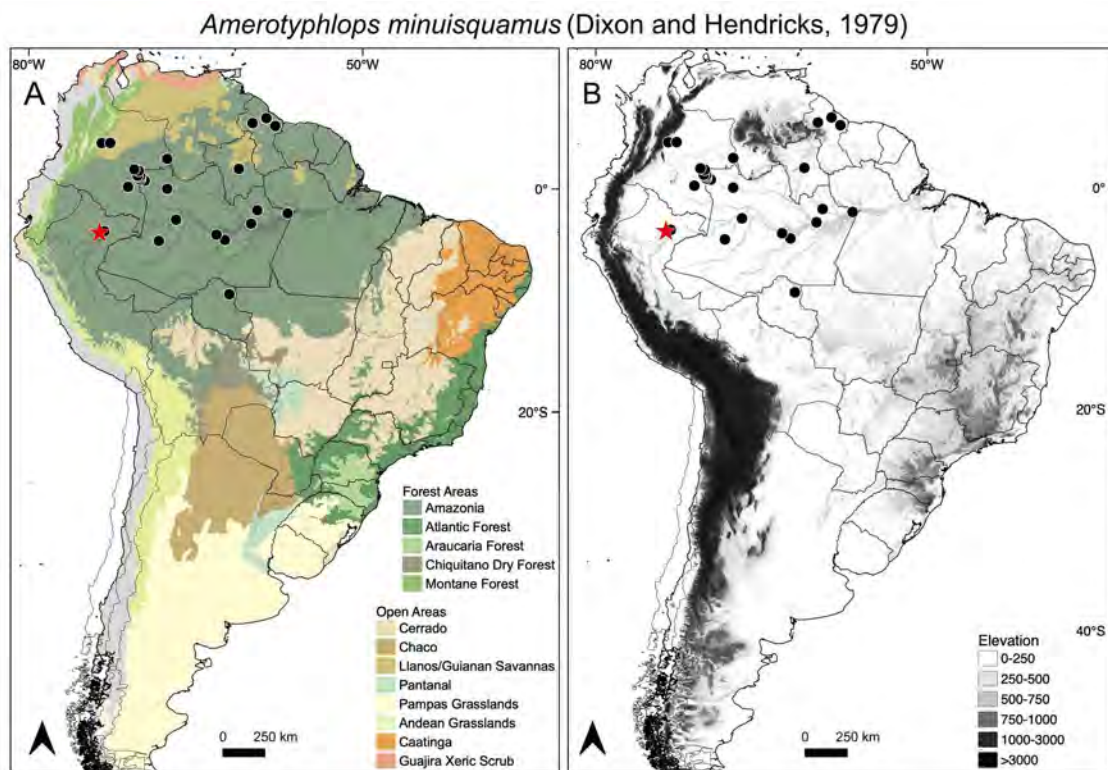 Amerotyphlops minuisquamus (Dixon and Hendricks, 1979)
80°W
50°W
A
0°
20°S
Forest Areas
Amazonia
Atlantic Forest
Araucaria Forest
Chiquitano Dry Forest
Montane Forest
Open Areas
Cerrado
Chaco
Llanos/Guianan Savannas
Pantanal
Pampas Grasslands
Andean Grasslands
Caatinga
Guajira Xeric Scrub
0 250 km
80°W
50°W
B
0°
20°S
40°S
Elevation
0-250
250-500
500-750
750-1000
1000-3000
>3000
0 250 km